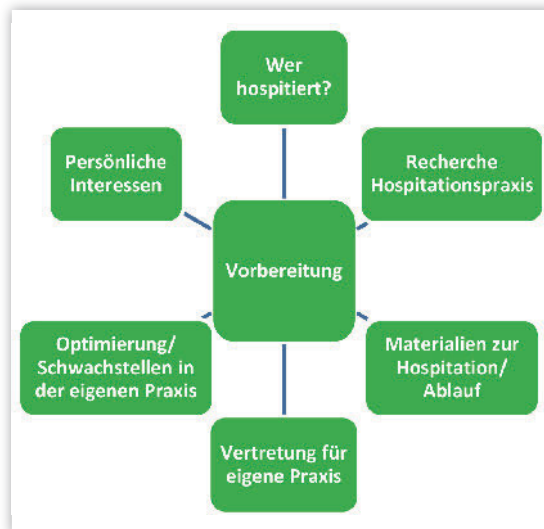 Wer
hospitiert?
Persönliche
Interessen
Recherche
Hospitationspraxis
Vorbereitung
Optimierung/
Schwachstellen in
der eigenen Praxis
Materialien zur
Hospitation/
Ablauf
Vertretung für
eigene Praxis